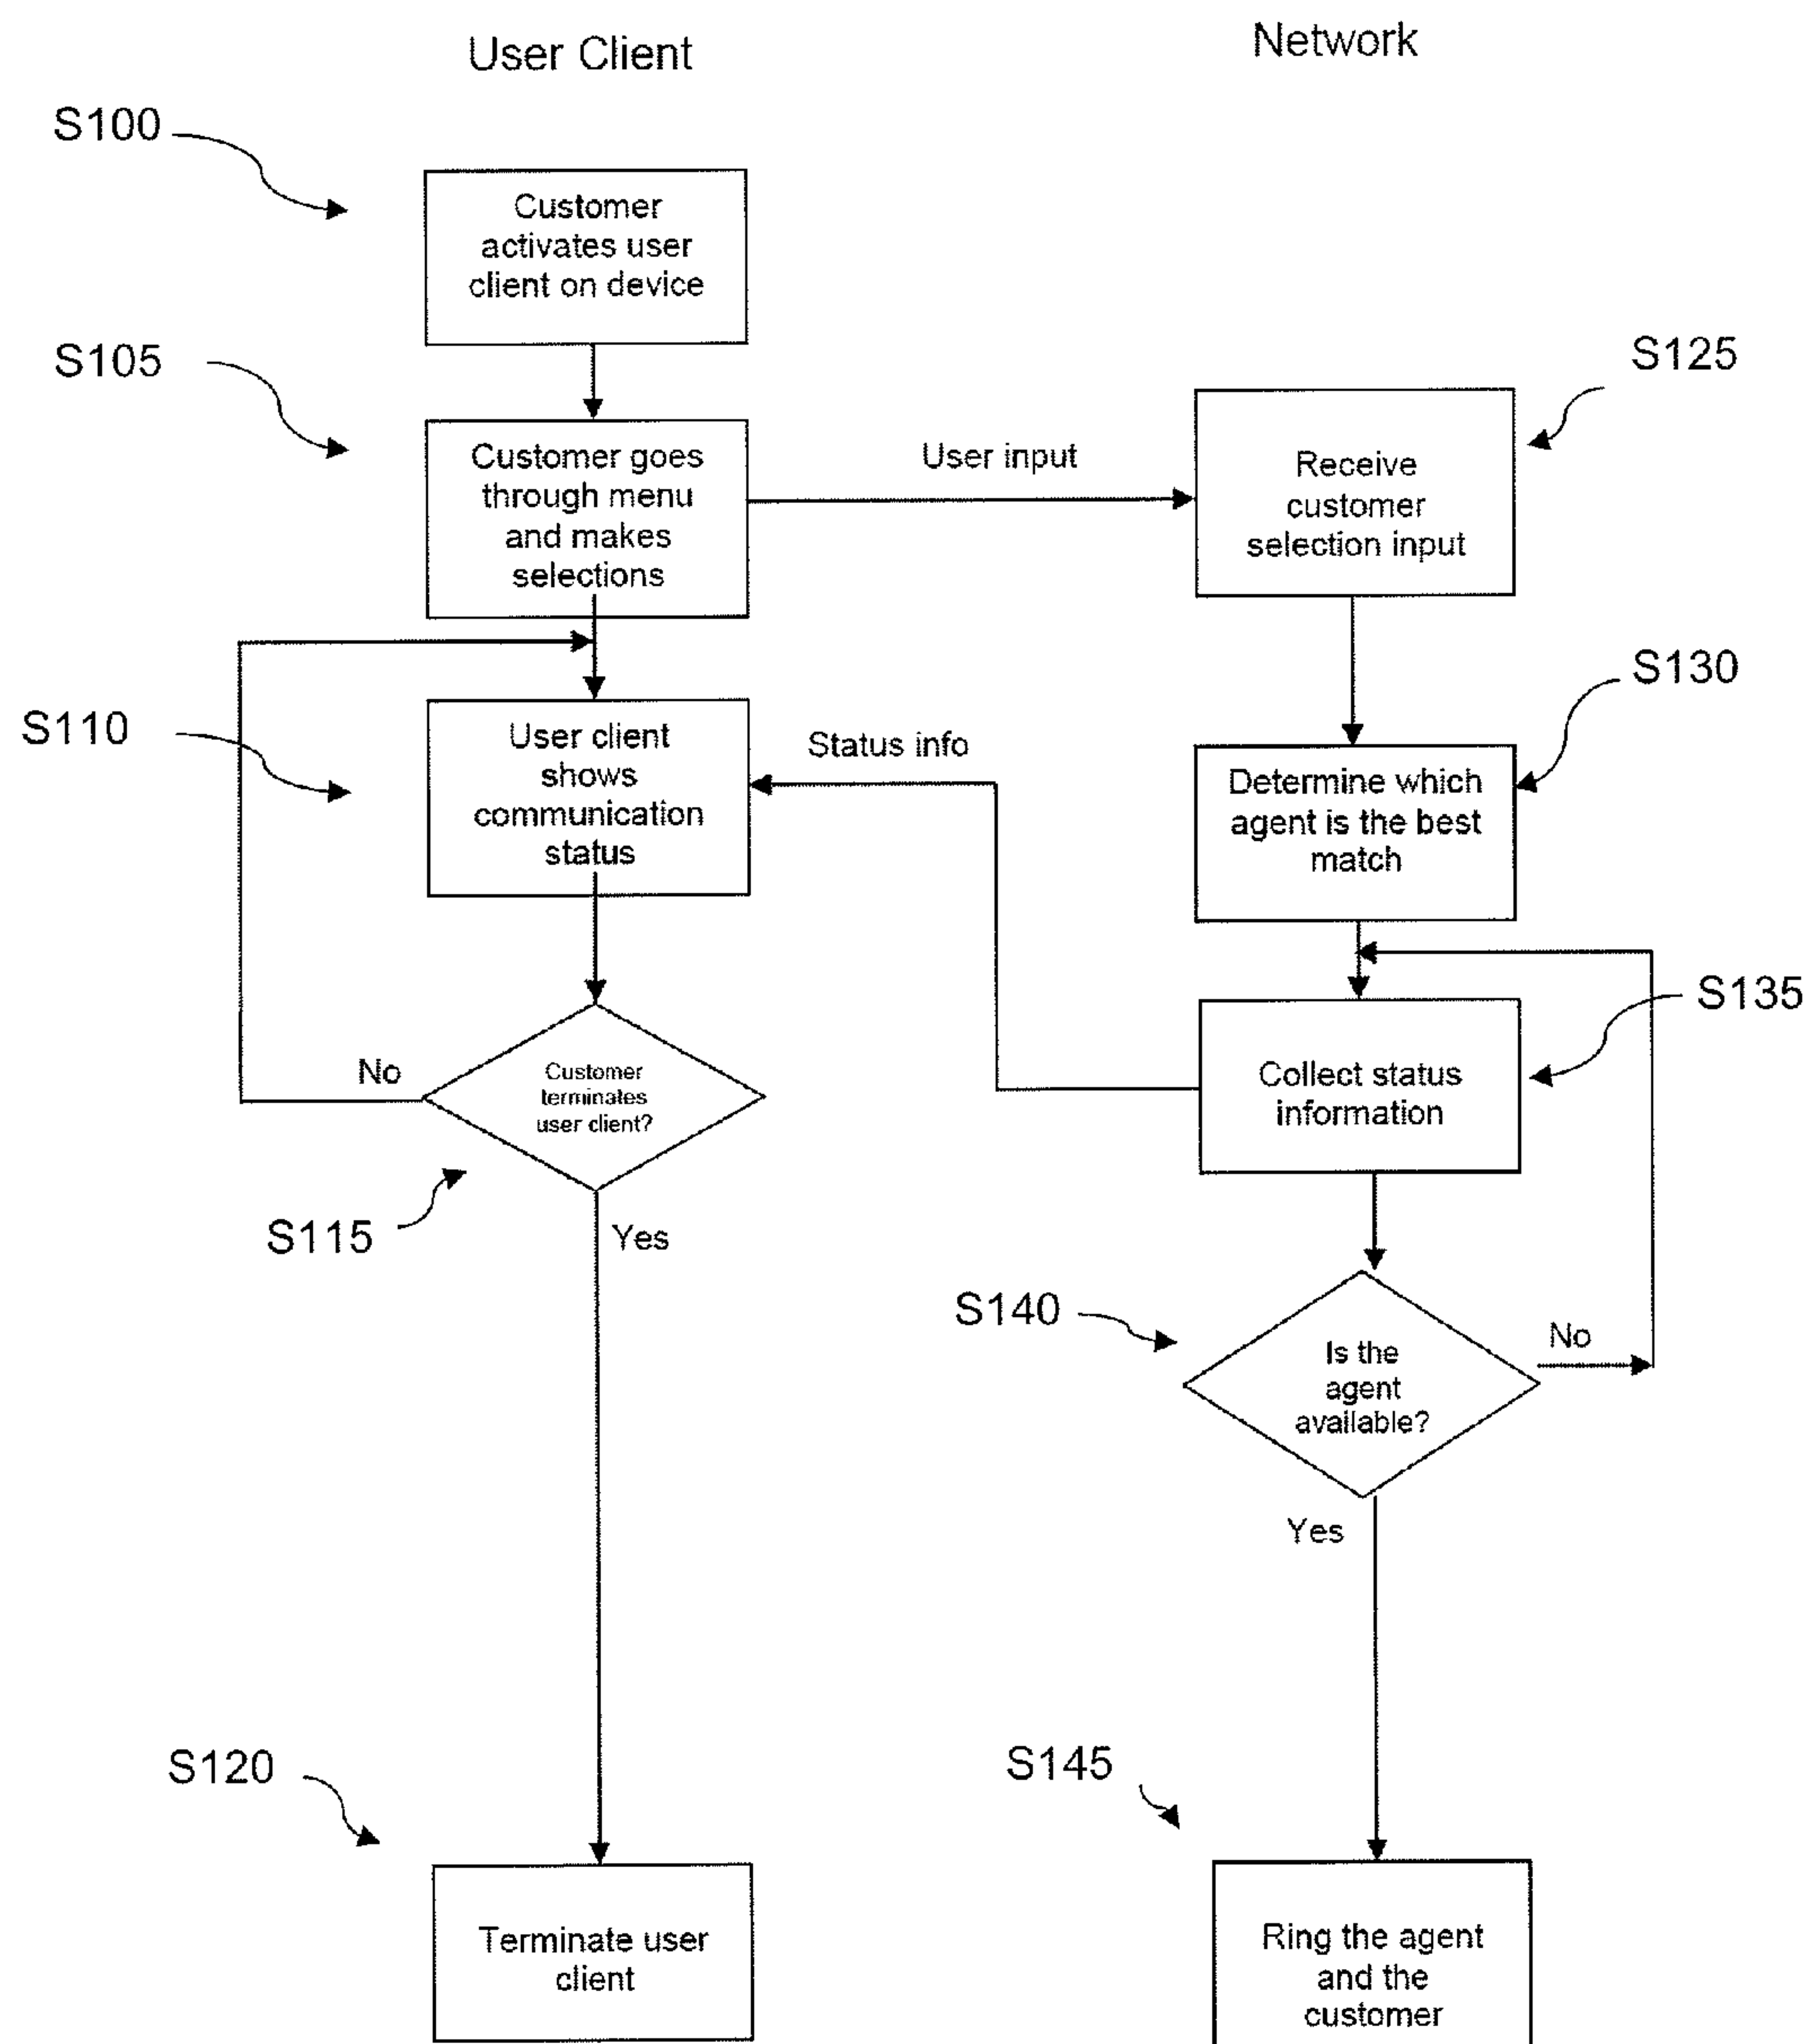 User Client
Network
S100
Customer
activates user
client on device
S105
Customer goes
through menu
and makes
selections
User input
S125
Receive
customer
selection input
S110
User client
shows
communication
status
Status info
S130
Determine which
agent is the best
match
S135
Collect status
information
No
Customer
terminates
user client?
S115
Yes
S140
Is the
agent
available?
No
Yes
S120
Terminate user
client
S145
Ring the agent
and the
customer